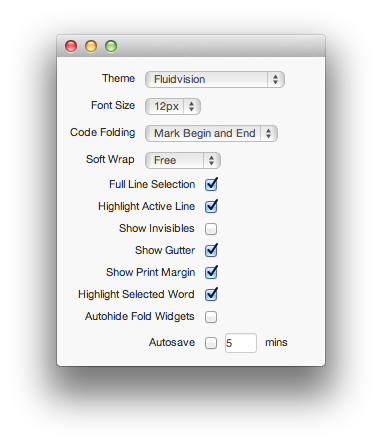 Theme Fluidvision
Font Size 12px
Code Folding Mark Begin and End
Soft Wrap Free
Full Line Selection
Highlight Active Line
Show Invisibles
Show Gutter
Show Print Margin
Highlight Selected Word
Autohide Fold Widgets
Autosave 5 mins